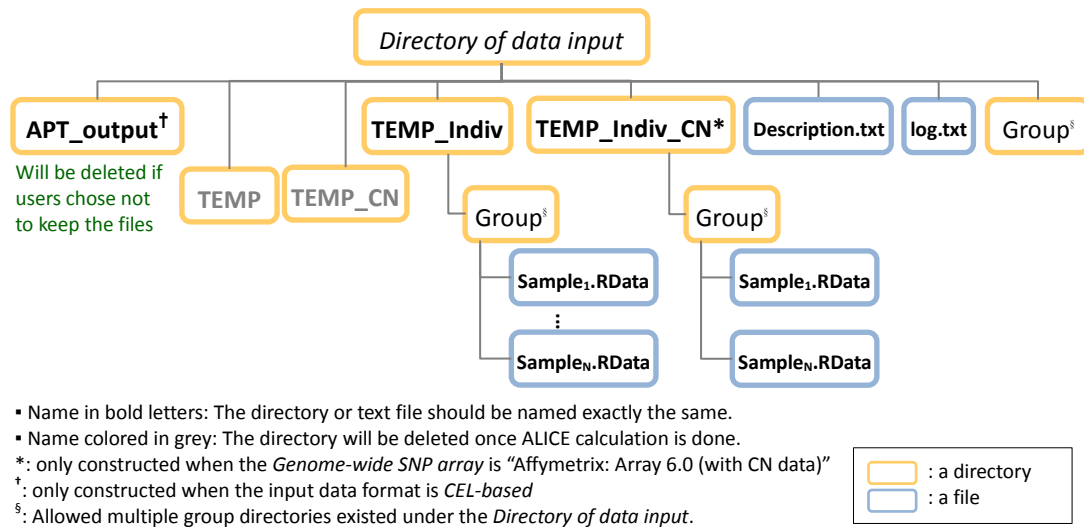 Directory of data input
APT_output†
TEMP_Indiv
TEMP_Indiv_CN*
Description.txt
log.txt
Group§
Will be deleted if
users chose not
to keep the files
TEMP
TEMP_CN
Group§
Group§
Sample₁.RData
Sample₁.RData
⋮
Sample_N.RData
Sample_N.RData
▪ Name in bold letters: The directory or text file should be named exactly the same.
▪ Name colored in grey: The directory will be deleted once ALICE calculation is done.
*: only constructed when the Genome-wide SNP array is “Affymetrix: Array 6.0 (with CN data)”
†: only constructed when the input data format is CEL-based
§: Allowed multiple group directories existed under the Directory of data input.
: a directory
: a file